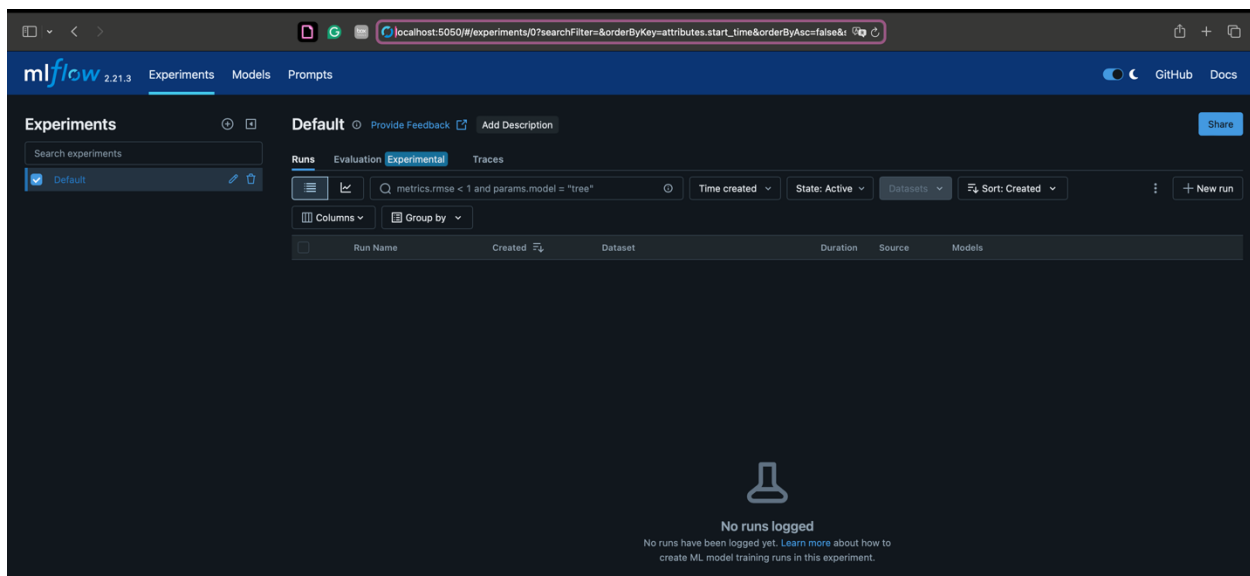 localhost:5050/#/experiments/0?searchFilter=&orderByKey=attributes.start_time&orderByAsc=false&
mlflow 2.21.3 Experiments Models Prompts GitHub Docs
Experiments
Search experiments
Default
Default Provide Feedback Add Description Share
Runs Evaluation Experimental Traces
metrics.rmse < 1 and params.model = "tree" Time created State: Active Datasets Sort: Created New run
Columns Group by
Run Name Created Dataset Duration Source Models
No runs logged
No runs have been logged yet. Learn more about how to
create ML model training runs in this experiment.